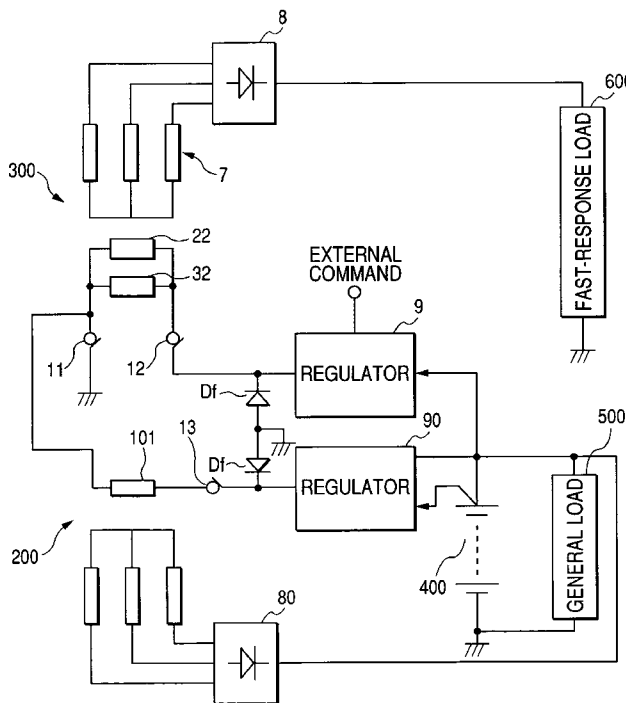 8
600
FAST-RESPONSE LOAD
300
7
22
32
EXTERNAL
COMMAND
9
11
12
REGULATOR
Df
90
500
13
101
Df
REGULATOR
GENERAL LOAD
400
200
80